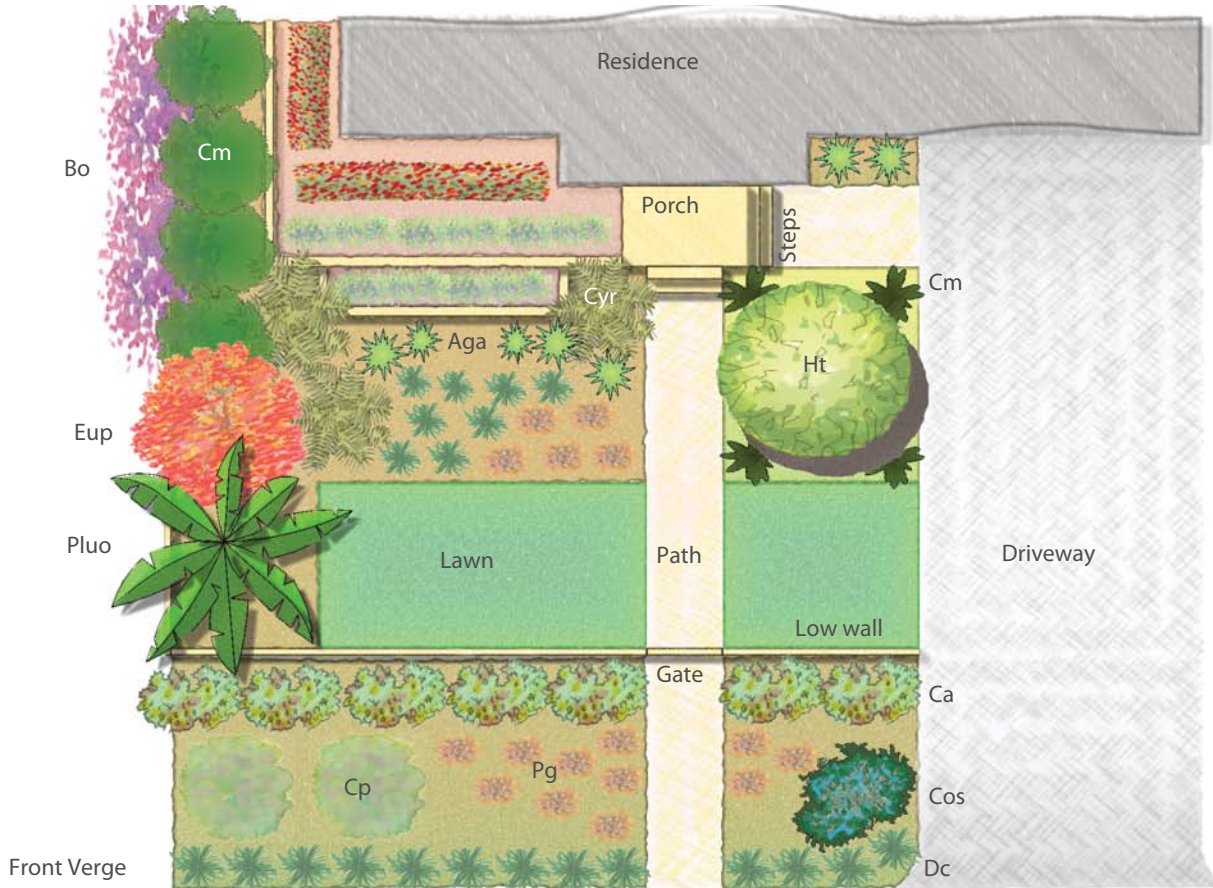 Residence
Bo
Cm
Porch
Steps
Cyr
Cm
Aga
Ht
Eup
Pluo
Lawn
Path
Driveway
Low wall
Gate
Ca
Pg
Cp
Cos
Front Verge
Dc